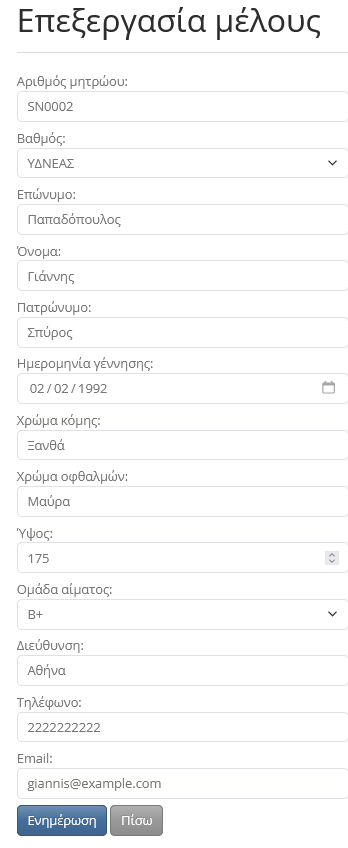 Επεξεργασία μέλους
Αριθμός μητρώου:
SN0002
Βαθμός:
ΥΔΝΕΑΣ
Επώνυμο:
Παπαδόπουλος
Όνομα:
Γιάννης
Πατρώνυμο:
Σπύρος
Ημερομηνία γέννησης:
02 / 02 / 1992
Χρώμα κόμης:
Ξανθά
Χρώμα οφθαλμών:
Μαύρα
Ύψος:
175
Ομάδα αίματος:
B+
Διεύθυνση:
Αθήνα
Τηλέφωνο:
2222222222
Email:
giannis@example.com
Ενημέρωση Πίσω